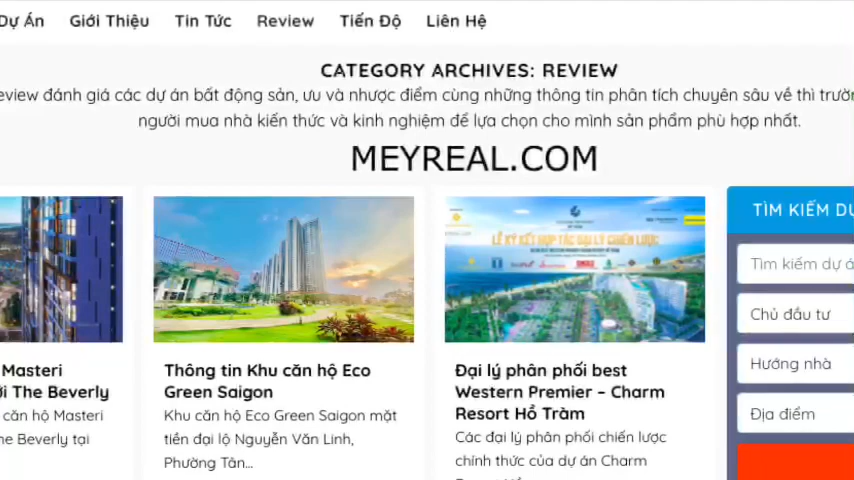 Dự Án Giới Thiệu Tin Tức Review Tiến Độ Liên Hệ
CATEGORY ARCHIVES: REVIEW
eview đánh giá các dự án bất động sản, ưu và nhược điểm cùng những thông tin phân tích chuyên sâu về thì trườn
người mua nhà kiến thức và kinh nghiệm để lựa chọn cho mình sản phẩm phù hợp nhất.
MEYREAL.COM
LỄ KÝ KẾT HỢP TÁC ĐẠI LÝ CHIẾN LƯỢC
Masteri
ới The Beverly
căn hộ Masteri
he Beverly tại
Thông tin Khu căn hộ Eco
Green Saigon
Khu căn hộ Eco Green Saigon mặt
tiền đại lộ Nguyễn Văn Linh,
Phường Tân...
Đại lý phân phối best
Western Premier – Charm
Resort Hồ Tràm
Các đại lý phân phối chiến lược
chính thức của dự án Charm
TÌM KIẾM DỰ
Tìm kiếm dự á
Chủ đầu tư
Hướng nhà
Địa điểm